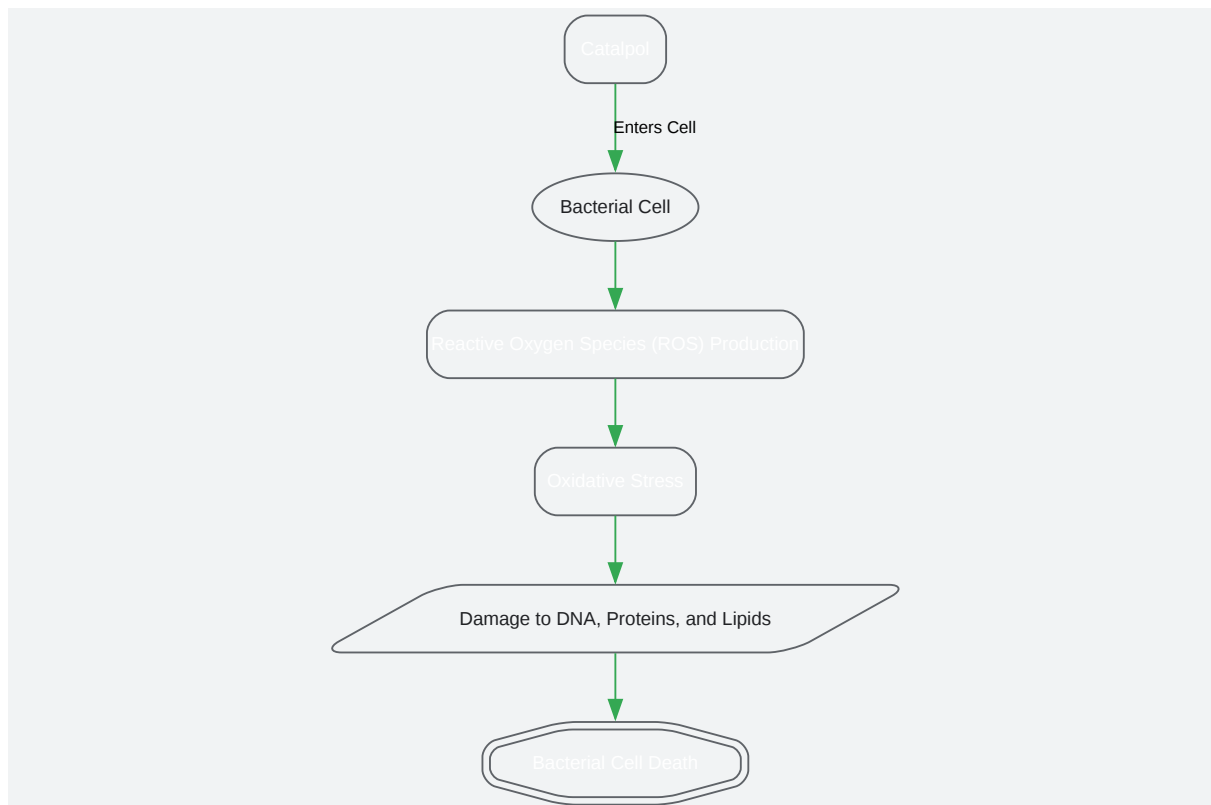 Catalpol
Enters Cell
Bacterial Cell
Reactive Oxygen Species (ROS) Production
Oxidative Stress
Damage to DNA, Proteins, and Lipids
Bacterial Cell Death